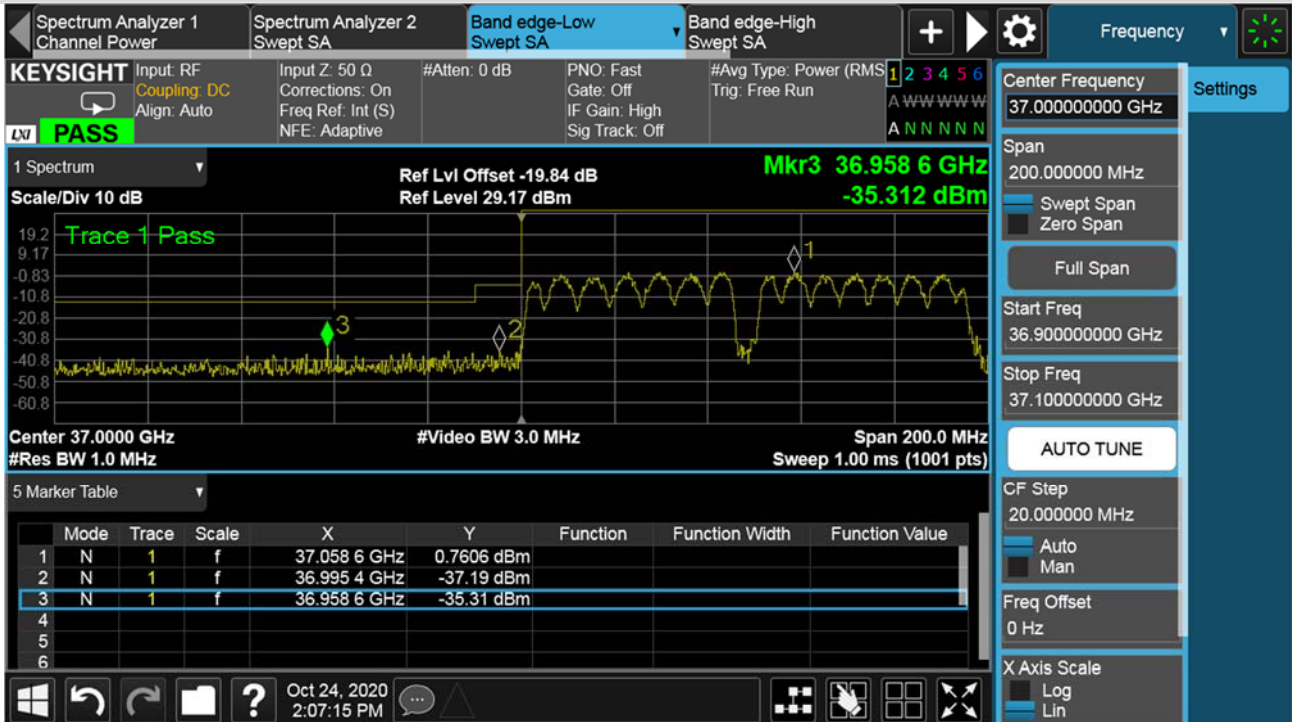 Spectrum Analyzer 1
Channel Power
Spectrum Analyzer 2
Swept SA
Band edge-Low
Swept SA
Band edge-High
Swept SA
Frequency
KEYSIGHT
LXI
PASS
Input: RF
Coupling: DC
Align: Auto
Input Z: 50 Ω
Corrections: On
Freq Ref: Int (S)
NFE: Adaptive
#Atten: 0 dB
PNO: Fast
Gate: Off
IF Gain: High
Sig Track: Off
#Avg Type: Power (RMS
Trig: Free Run
1 2 3 4 5 6
A W W W W W
A N N N N N
1 Spectrum
Scale/Div 10 dB
Ref Lvl Offset -19.84 dB
Ref Level 29.17 dBm
Mkr3 36.958 6 GHz
-35.312 dBm
Trace 1 Pass
19.2
9.17
-0.83
-10.8
-20.8
-30.8
-40.8
-50.8
-60.8
1
2
3
Center 37.0000 GHz
#Res BW 1.0 MHz
#Video BW 3.0 MHz
Span 200.0 MHz
Sweep 1.00 ms (1001 pts)
5 Marker Table
Mode Trace Scale X Y Function Function Width Function Value
1 N 1 f 37.058 6 GHz 0.7606 dBm
2 N 1 f 36.995 4 GHz -37.19 dBm
3 N 1 f 36.958 6 GHz -35.31 dBm
4
5
6
Oct 24, 2020
2:07:15 PM
Settings
Center Frequency
37.000000000 GHz
Span
200.000000 MHz
Swept Span
Zero Span
Full Span
Start Freq
36.900000000 GHz
Stop Freq
37.100000000 GHz
AUTO TUNE
CF Step
20.000000 MHz
Auto
Man
Freq Offset
0 Hz
X Axis Scale
Log
Lin